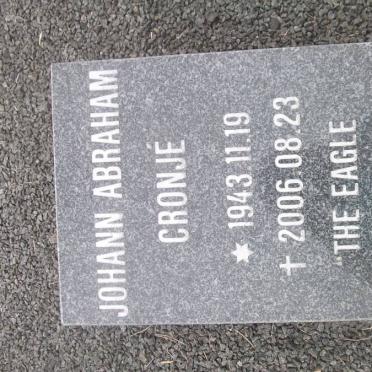 JOHANN ABRAHAM
CRONJÉ
★ 1943.11.19
✝ 2006.08.23
"THE EAGLE